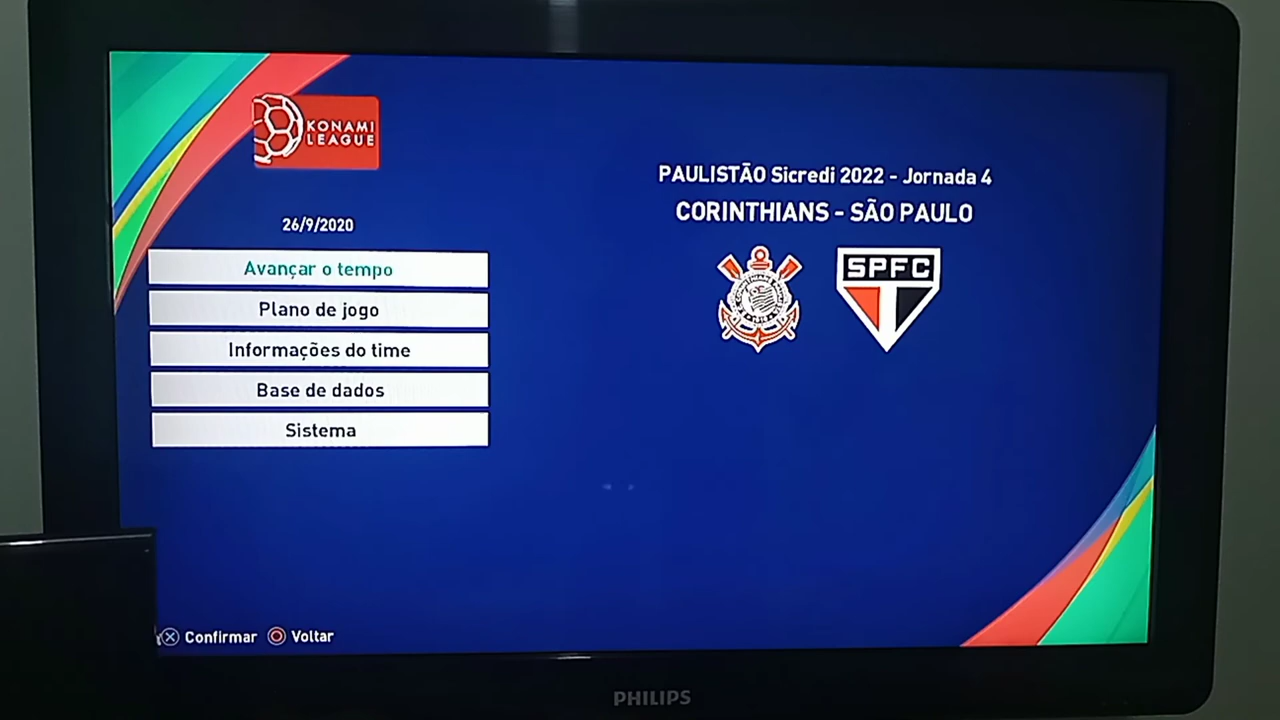 KONAMI
LEAGUE
26/9/2020
Avançar o tempo
Plano de jogo
Informações do time
Base de dados
Sistema
PAULISTÃO Sicredi 2022 - Jornada 4
CORINTHIANS - SÃO PAULO
SPFC
Confirmar
Voltar
PHILIPS